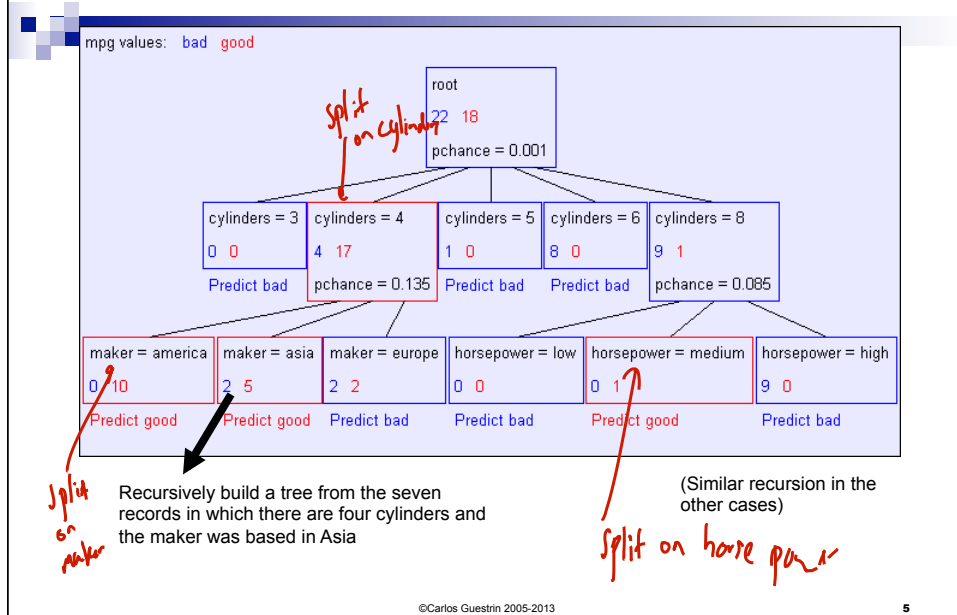 mpg values: bad good
root
22 18
pchance = 0.001
split
on cylinder
cylinders = 3
0 0
Predict bad
cylinders = 4
4 17
pchance = 0.135
cylinders = 5
1 0
Predict bad
cylinders = 6
8 0
Predict bad
cylinders = 8
9 1
pchance = 0.085
maker = america
0 10
Predict good
maker = asia
2 5
Predict good
maker = europe
2 2
Predict bad
horsepower = low
0 0
Predict bad
horsepower = medium
0 1
Predict good
horsepower = high
9 0
Predict bad
split
on
maker
Recursively build a tree from the seven
records in which there are four cylinders and
the maker was based in Asia
(Similar recursion in the
other cases)
split on horse power
©Carlos Guestrin 2005-2013
5